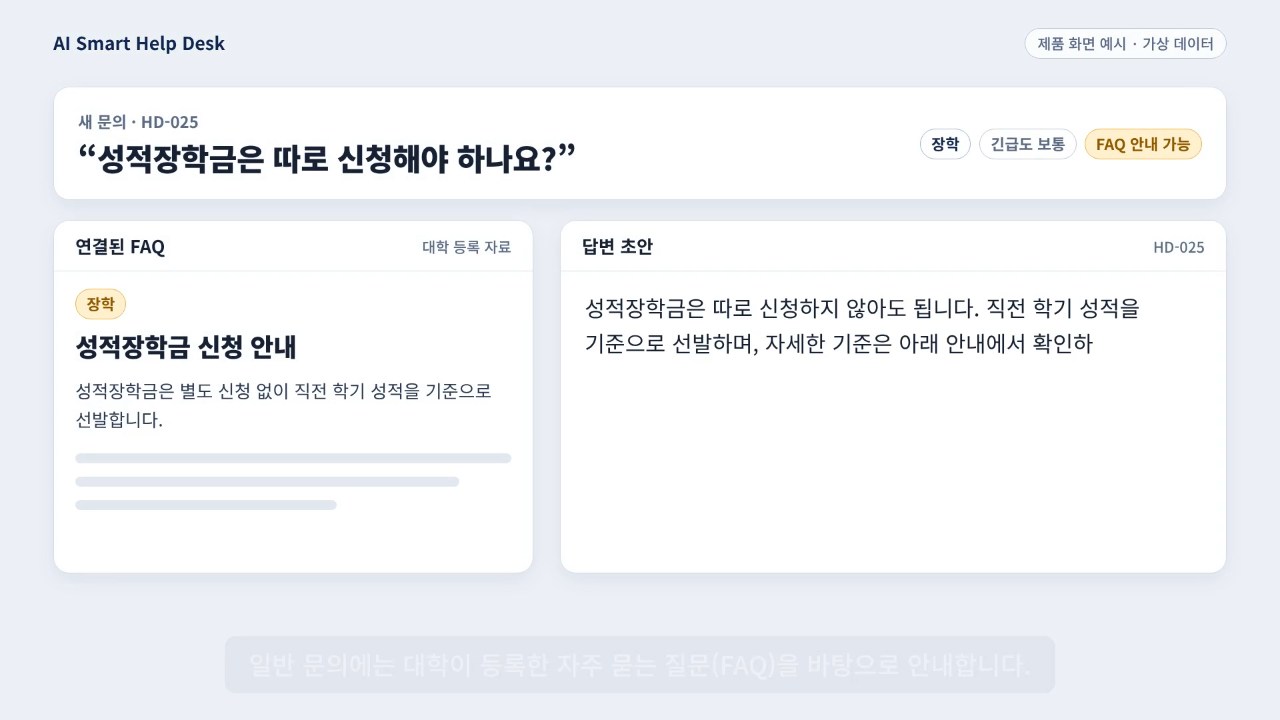 AI Smart Help Desk
제품 화면 예시 · 가상 데이터
새 문의 · HD-025
“성적장학금은 따로 신청해야 하나요?”
장학
긴급도 보통
FAQ 안내 가능
연결된 FAQ
대학 등록 자료
장학
성적장학금 신청 안내
성적장학금은 별도 신청 없이 직전 학기 성적을 기준으로
선발합니다.
답변 초안
HD-025
성적장학금은 따로 신청하지 않아도 됩니다. 직전 학기 성적을
기준으로 선발하며, 자세한 기준은 아래 안내에서 확인하
일반 문의에는 대학이 등록한 자주 묻는 질문(FAQ)을 바탕으로 안내합니다.